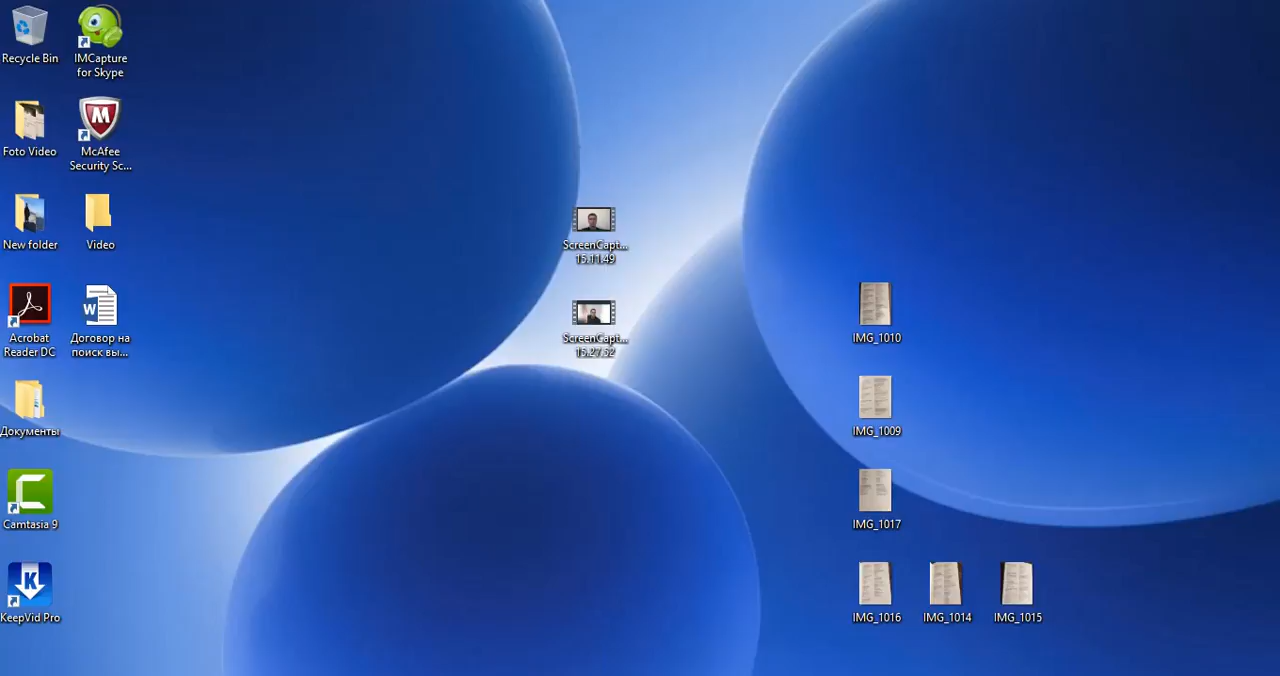 Recycle Bin
IMCapture
for Skype
Foto Video
McAfee
Security Sc...
New folder
Video
Acrobat
Reader DC
Договор на
поиск вы...
Документы
Camtasia 9
KeepVid Pro
ScreenCapt...
15.11.49
ScreenCapt...
15.27.52
IMG_1010
IMG_1009
IMG_1017
IMG_1016
IMG_1014
IMG_1015